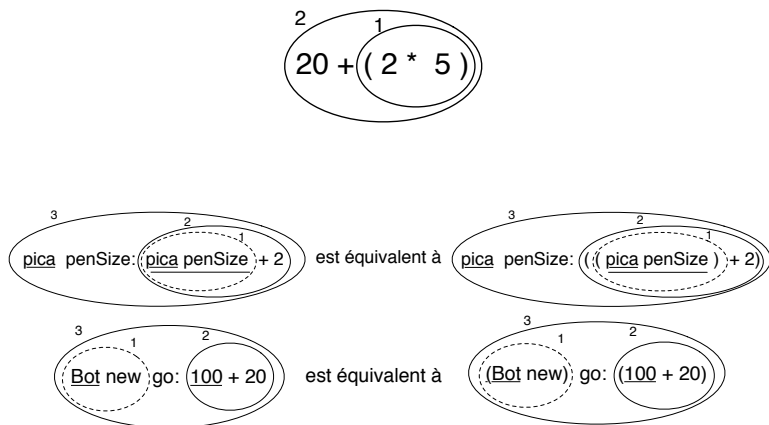 2
1
20 + ( 2 * 5 )
3
2
1
pica penSize: pica penSize + 2
est équivalent à
3
2
1
pica penSize: ( ( pica penSize ) + 2)
3
2
1
Bot new go: 100 + 20
est équivalent à
3
2
1
(Bot new) go: (100 + 20)